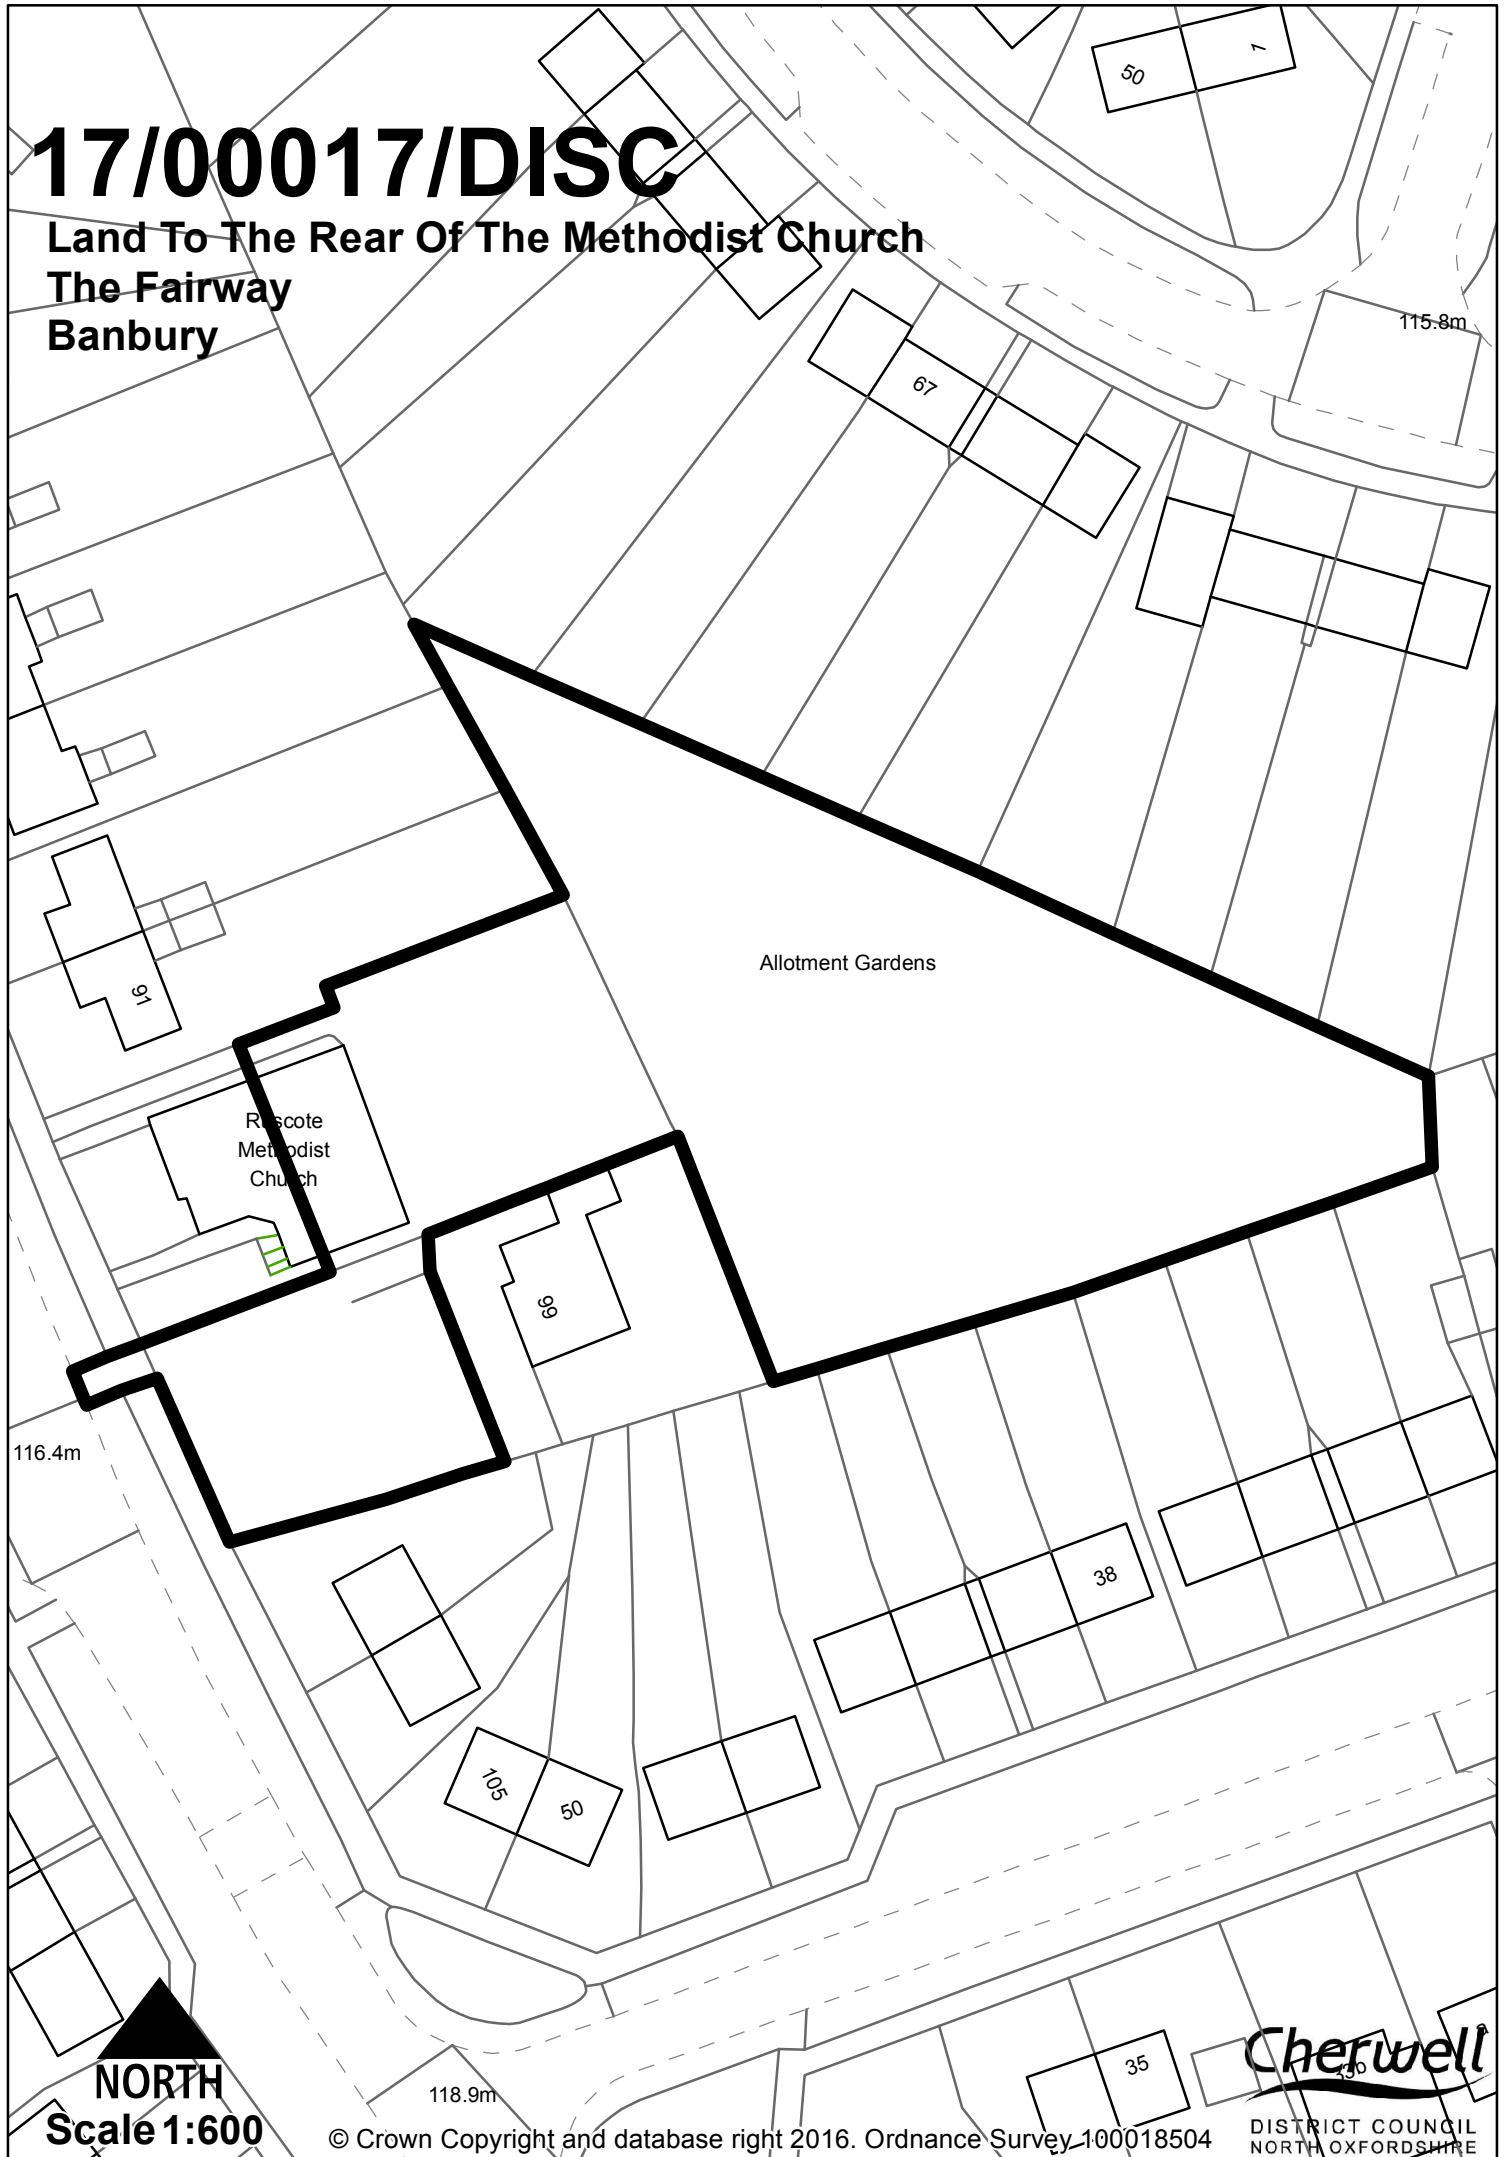 50
1
17/00017/DISC
Land To The Rear Of The Methodist Church
The Fairway
Banbury
115.8m
67
Allotment Gardens
91
Ruscote
Methodist
Church
99
116.4m
38
105
50
NORTH
Scale 1:600
118.9m
35
33b
Cherwell
DISTRICT COUNCIL
NORTH OXFORDSHIRE
© Crown Copyright and database right 2016. Ordnance Survey 100018504